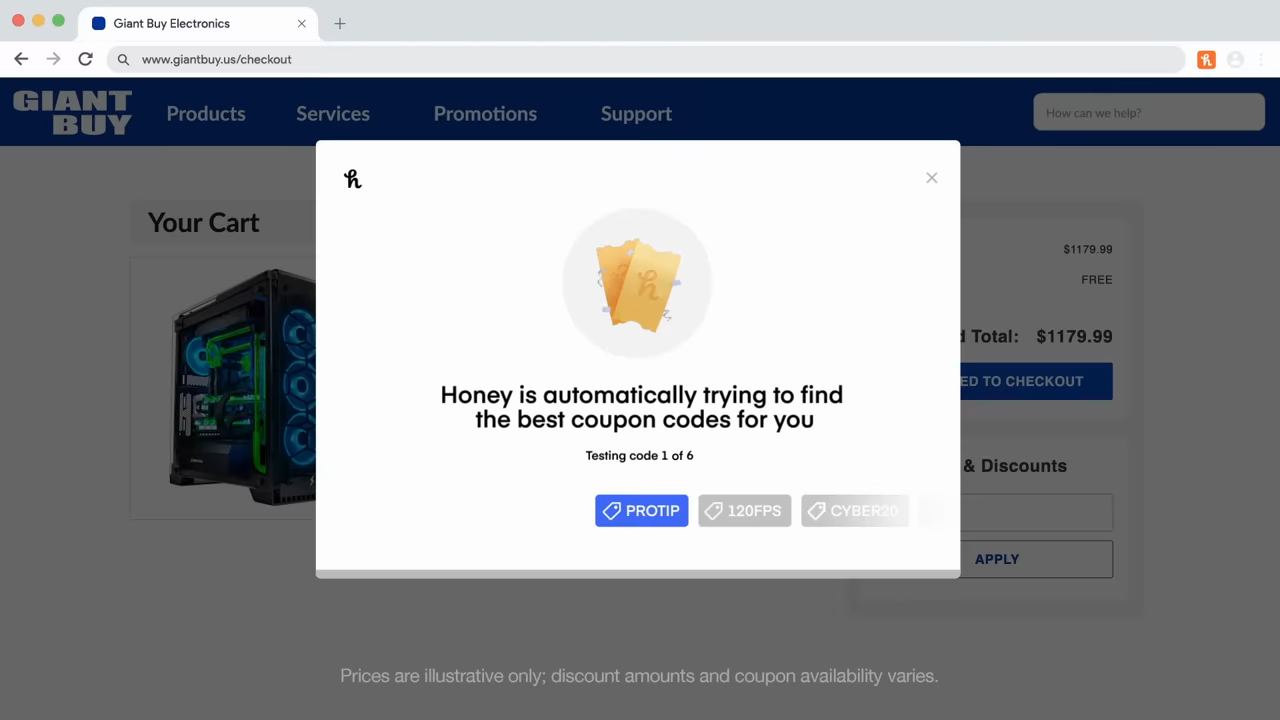 Giant Buy Electronics
www.giantbuy.us/checkout
GIANT
BUY
Products
Services
Promotions
Support
How can we help?
Your Cart
Honey is automatically trying to find
the best coupon codes for you
Testing code 1 of 6
PROTIP
120FPS
CYBER20
$1179.99
FREE
d Total: $1179.99
ED TO CHECKOUT
& Discounts
APPLY
Prices are illustrative only; discount amounts and coupon availability varies.